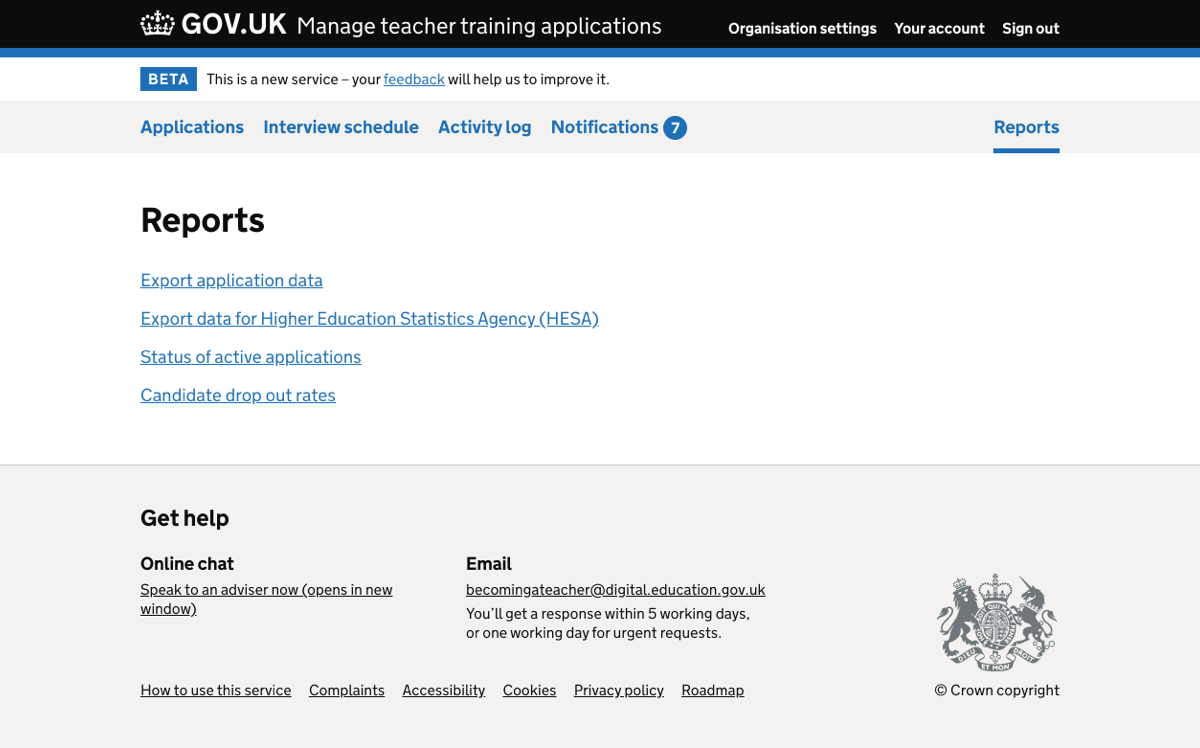 GOV.UK Manage teacher training applications Organisation settings Your account Sign out
BETA This is a new service – your feedback will help us to improve it.
Applications Interview schedule Activity log Notifications 7 Reports
Reports
Export application data
Export data for Higher Education Statistics Agency (HESA)
Status of active applications
Candidate drop out rates
Get help
Online chat
Speak to an adviser now (opens in new
window)
Email
becomingateacher@digital.education.gov.uk
You’ll get a response within 5 working days,
or one working day for urgent requests.
DIEU ET MON DROIT
How to use this service Complaints Accessibility Cookies Privacy policy Roadmap © Crown copyright